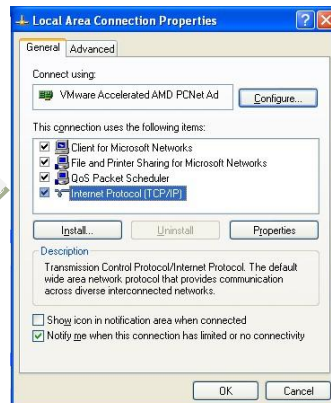 Local Area Connection Properties
General
Advanced
Connect using:
VMware Accelerated AMD PCNet Ad
Configure...
This connection uses the following items:
Client for Microsoft Networks
File and Printer Sharing for Microsoft Networks
QoS Packet Scheduler
Internet Protocol (TCP/IP)
Install...
Uninstall
Properties
Description
Transmission Control Protocol/Internet Protocol. The default
wide area network protocol that provides communication
across diverse interconnected networks.
Show icon in notification area when connected
Notify me when this connection has limited or no connectivity
OK
Cancel